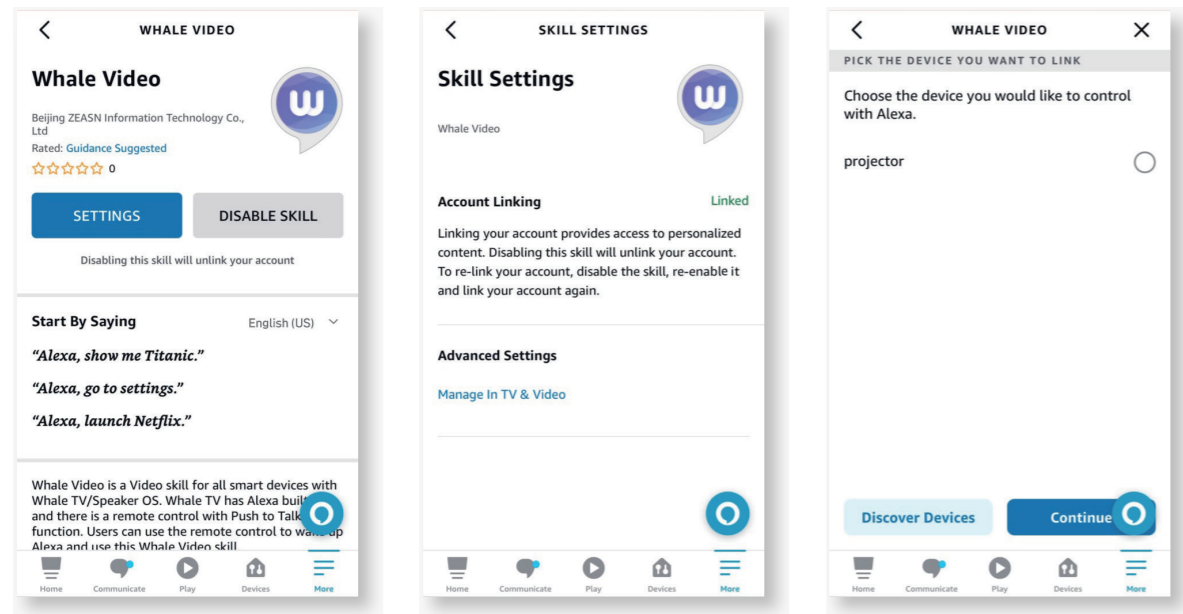 WHALE VIDEO
Whale Video
Beijing ZEASN Information Technology Co.,
Ltd
Rated: Guidance Suggested
0
SETTINGS
DISABLE SKILL
Disabling this skill will unlink your account
Start By Saying
English (US)
“Alexa, show me Titanic.”
“Alexa, go to settings.”
“Alexa, launch Netflix.”
Whale Video is a Video skill for all smart devices with
Whale TV/Speaker OS. Whale TV has Alexa built
and there is a remote control with Push to Talk
function. Users can use the remote control to wake up
Alexa and use this Whale Video skill
Home
Communicate
Play
Devices
More
SKILL SETTINGS
Skill Settings
Whale Video
Account Linking
Linked
Linking your account provides access to personalized
content. Disabling this skill will unlink your account.
To re-link your account, disable the skill, re-enable it
and link your account again.
Advanced Settings
Manage In TV & Video
Home
Communicate
Play
Devices
More
WHALE VIDEO
PICK THE DEVICE YOU WANT TO LINK
Choose the device you would like to control
with Alexa.
projector
Discover Devices
Continue
Home
Communicate
Play
Devices
More